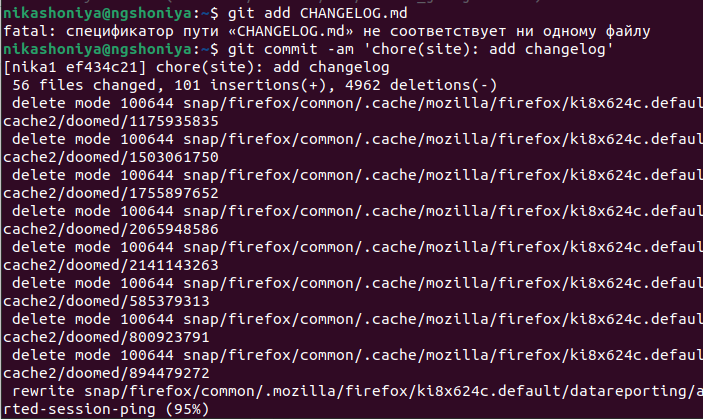 nikashoniya@ngshoniya:~$ git add CHANGELOG.md
fatal: спецификатор пути «CHANGELOG.md» не соответствует ни одному файлу
nikashoniya@ngshoniya:~$ git commit -am 'chore(site): add changelog'
[nika1 ef434c21] chore(site): add changelog
 56 files changed, 101 insertions(+), 4962 deletions(-)
 delete mode 100644 snap/firefox/common/.cache/mozilla/firefox/ki8x624c.defaul
cache2/doomed/1175935835
 delete mode 100644 snap/firefox/common/.cache/mozilla/firefox/ki8x624c.defaul
cache2/doomed/1503061750
 delete mode 100644 snap/firefox/common/.cache/mozilla/firefox/ki8x624c.defaul
cache2/doomed/1755897652
 delete mode 100644 snap/firefox/common/.cache/mozilla/firefox/ki8x624c.defaul
cache2/doomed/2065948586
 delete mode 100644 snap/firefox/common/.cache/mozilla/firefox/ki8x624c.defaul
cache2/doomed/2141143263
 delete mode 100644 snap/firefox/common/.cache/mozilla/firefox/ki8x624c.defaul
cache2/doomed/585379313
 delete mode 100644 snap/firefox/common/.cache/mozilla/firefox/ki8x624c.defaul
cache2/doomed/800923791
 delete mode 100644 snap/firefox/common/.cache/mozilla/firefox/ki8x624c.defaul
cache2/doomed/894479272
 rewrite snap/firefox/common/.mozilla/firefox/ki8x624c.default/datareporting/a
rted-session-ping (95%)